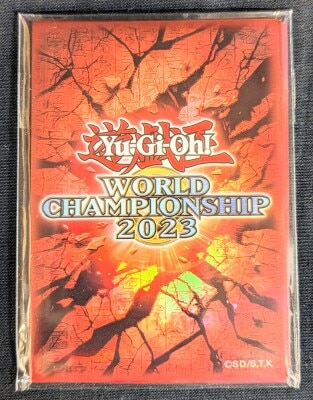 遊戯王
Yu-Gi-Oh!
WORLD
CHAMPIONSHIP
2023
©SD/S.T.K